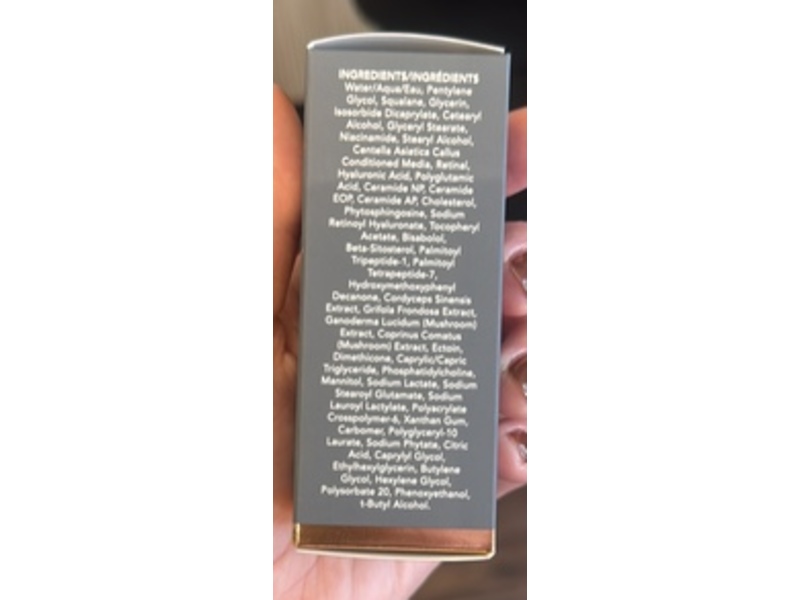 INGREDIENTS/INGRÉDIENTS
Water/Aqua/Eau, Pentylene
Glycol, Squalane, Glycerin,
Isosorbide Dicaprylate, Cetearyl
Alcohol, Glyceryl Stearate,
Niacinamide, Stearyl Alcohol,
Centella Asiatica Callus
Conditioned Media, Retinal,
Hyaluronic Acid, Polyglutamic
Acid, Ceramide NP, Ceramide
EOP, Ceramide AP, Cholesterol,
Phytosphingosine, Sodium
Retinoyl Hyaluronate, Tocopheryl
Acetate, Bisabolol,
Beta-Sitosterol, Palmitoyl
Tripeptide-1, Palmitoyl
Tetrapeptide-7,
Hydroxymethoxyphenyl
Decanone, Cordyceps Sinensis
Extract, Grifola Frondosa Extract,
Ganoderma Lucidum (Mushroom)
Extract, Coprinus Comatus
(Mushroom) Extract, Ectoin,
Dimethicone, Caprylic/Capric
Triglyceride, Phosphatidylcholine,
Mannitol, Sodium Lactate, Sodium
Stearoyl Glutamate, Sodium
Lauroyl Lactylate, Polyacrylate
Crosspolymer-6, Xanthan Gum,
Carbomer, Polyglyceryl-10
Laurate, Sodium Phytate, Citric
Acid, Caprylyl Glycol,
Ethylhexylglycerin, Butylene
Glycol, Hexylene Glycol,
Polysorbate 20, Phenoxyethanol,
t-Butyl Alcohol.